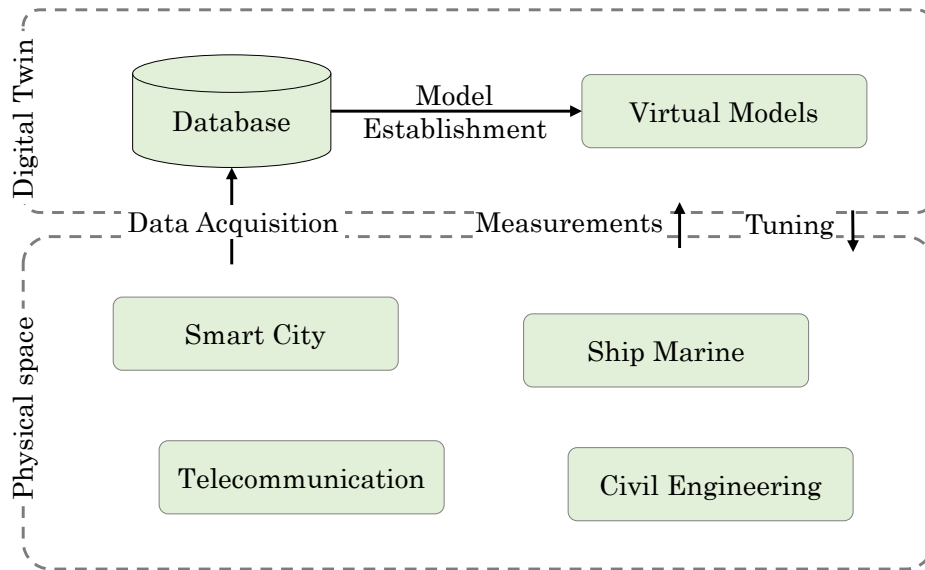 Digital Twin
Database
Model
Establishment
Virtual Models
Data Acquisition
Measurements
Tuning
Physical space
Smart City
Ship Marine
Telecommunication
Civil Engineering